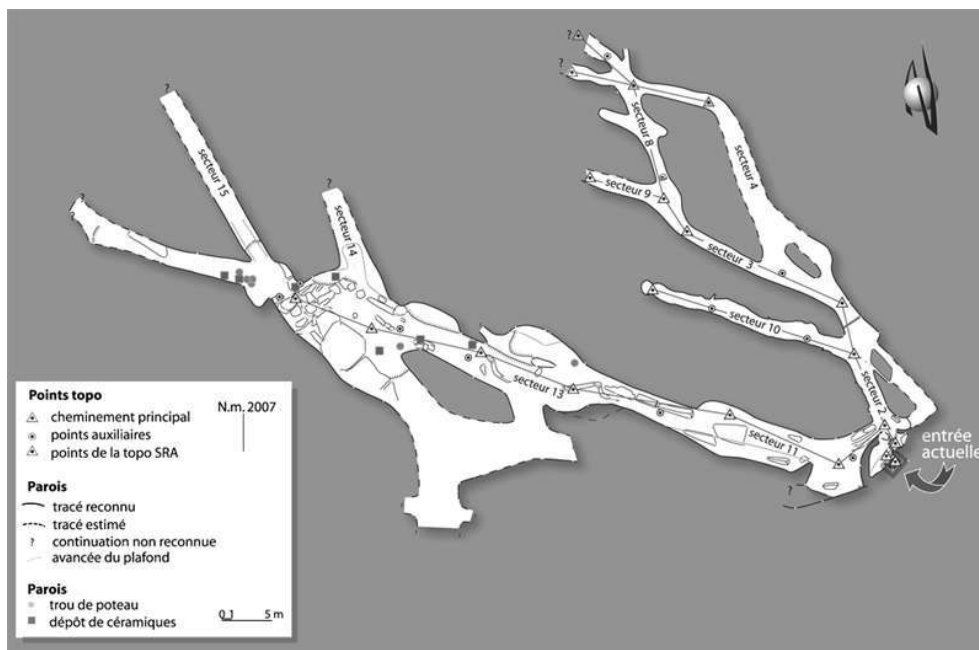 ?
?
?
secteur 15
?
?
?
secteur 14
secteur 8
secteur 9
secteur 4
secteur 3
secteur 10
secteur 2
secteur 13
secteur 11
?
entrée
actuelle
Points topo
cheminement principal
N.m. 2007
points auxiliaires
points de la topo SRA
Parois
tracé reconnu
tracé estimé
? continuation non reconnue
avancée du plafond
Parois
trou de poteau
dépôt de céramiques
0 1 5 m